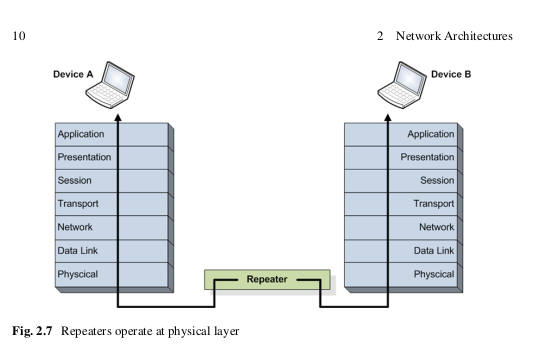 10
2 Network Architectures
Device A
Device B
Application
Presentation
Session
Transport
Network
Data Link
Physcical
Repeater
Application
Presentation
Session
Transport
Network
Data Link
Physcical
Fig. 2.7 Repeaters operate at physical layer